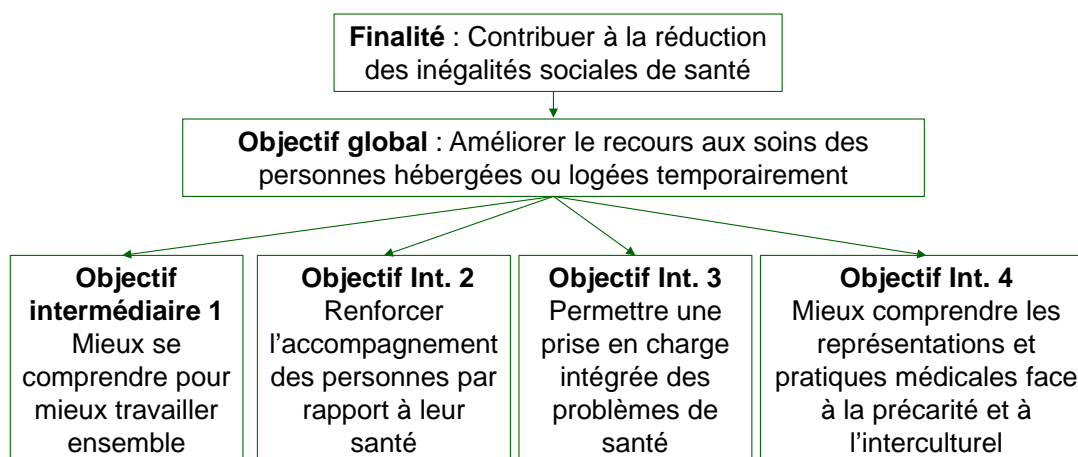 Finalité : Contribuer à la réduction
des inégalités sociales de santé
Objectif global : Améliorer le recours aux soins des
personnes hébergées ou logées temporairement
Objectif
intermédiaire 1
Mieux se
comprendre pour
mieux travailler
ensemble
Objectif Int. 2
Renforcer
l’accompagnement
des personnes par
rapport à leur
santé
Objectif Int. 3
Permettre une
prise en charge
intégrée des
problèmes de
santé
Objectif Int. 4
Mieux comprendre les
représentations et
pratiques médicales face
à la précarité et à
l’interculturel